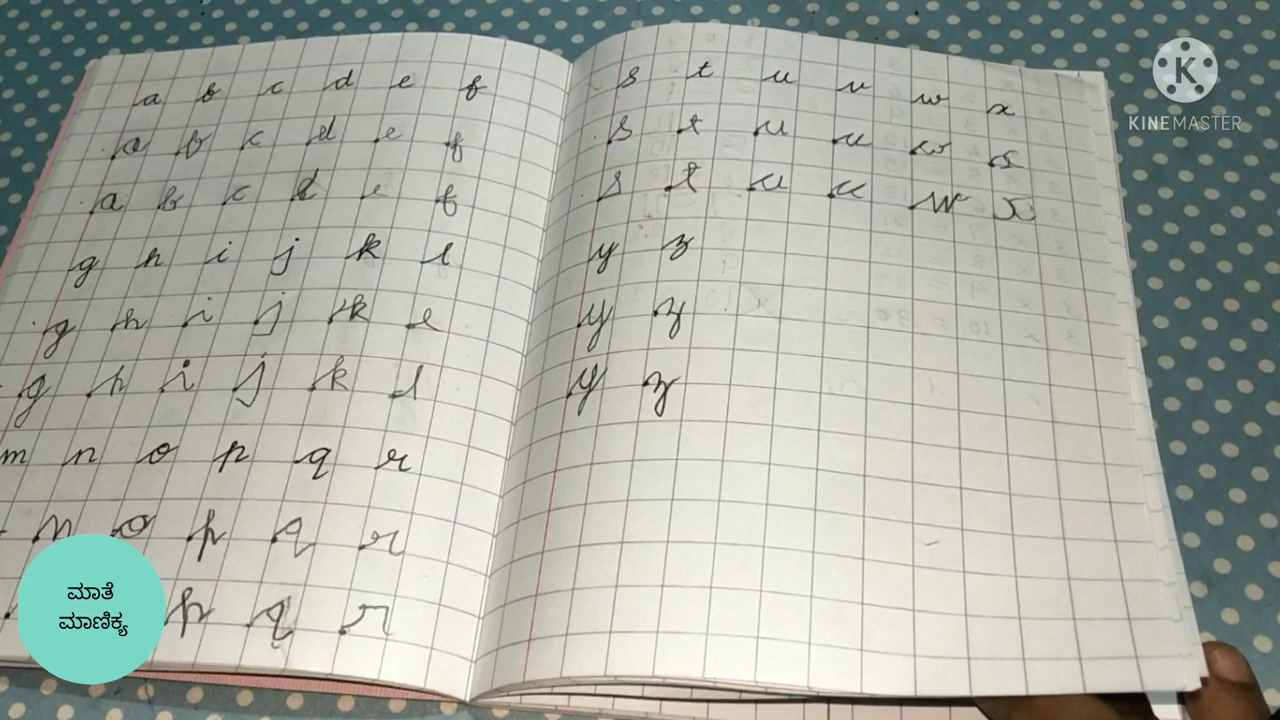 a b c d e f
a b c d e f
a b c d e f
g h i j k l
g h i j k l
g h i j k l
m n o p q r
n o p q r
p q r
s t u v w x
s t u u w x
s t u u w x
y z
y z
y z
KINEMASTER
ಮಾತೆ
ಮಾಣಿಕ್ಯ